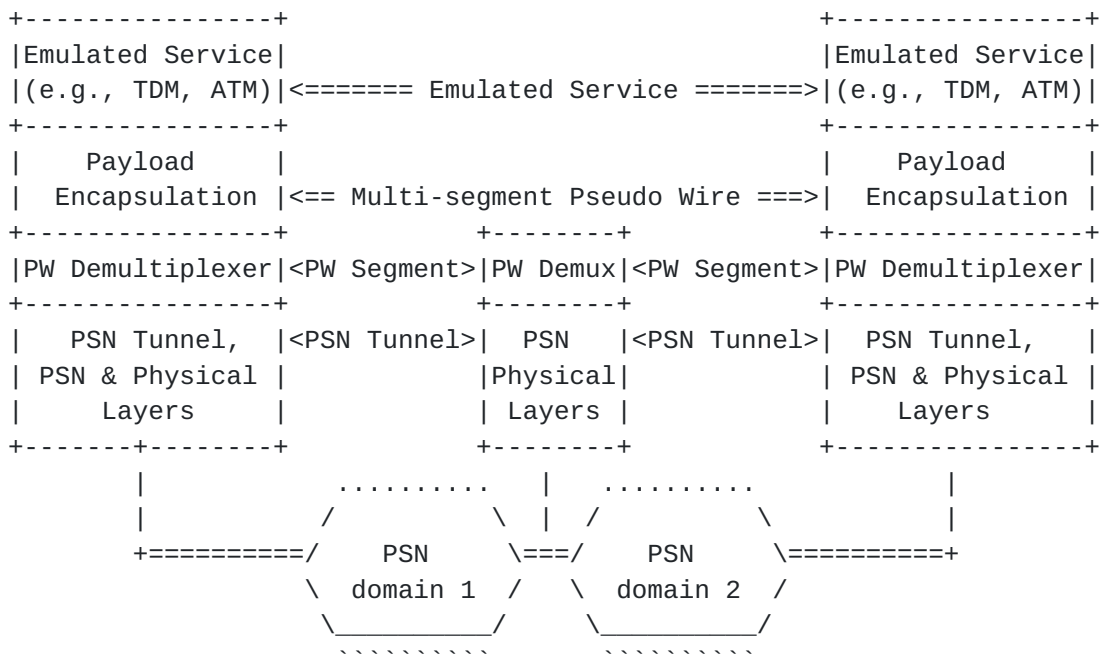 +----------------+                                  +----------------+
|Emulated Service|                                  |Emulated Service|
|(e.g., TDM, ATM)|<======= Emulated Service =======>|(e.g., TDM, ATM)|
+----------------+                                  +----------------+
|    Payload     |                                  |    Payload     |
|  Encapsulation |<== Multi-segment Pseudo Wire ===>|  Encapsulation |
+----------------+            +--------+            +----------------+
|PW Demultiplexer|<PW Segment>|PW Demux|<PW Segment>|PW Demultiplexer|
+----------------+            +--------+            +----------------+
|   PSN Tunnel,  |<PSN Tunnel>|  PSN   |<PSN Tunnel>|  PSN Tunnel,   |
| PSN & Physical |            |Physical|            | PSN & Physical |
|     Layers     |            | Layers |            |    Layers      |
+-------+--------+            +--------+            +----------------+
        |            ..........   |   ..........            |
        |           /          \  |  /          \           |
        +==========/    PSN     \===/    PSN     \==========+
                   \  domain 1  /   \  domain 2  /
                    \__________/     \__________/
                     ``````````       ``````````